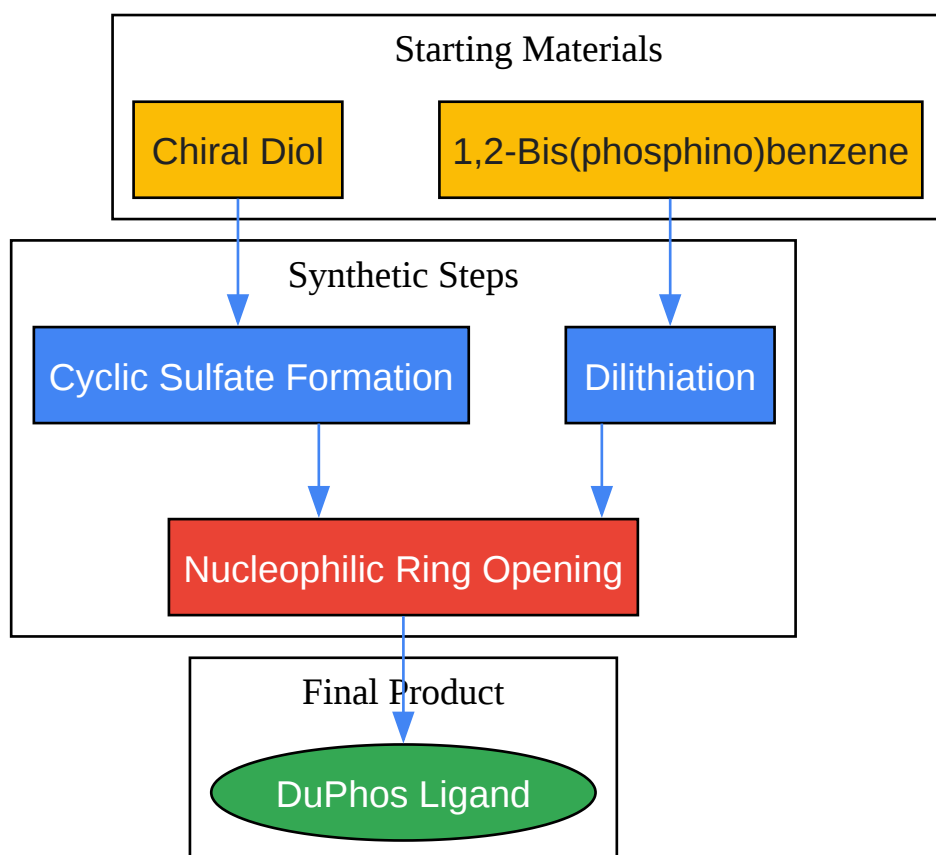 Starting Materials
Chiral Diol
1,2-Bis(phosphino)benzene
Synthetic Steps
Cyclic Sulfate Formation
Dilithiation
Nucleophilic Ring Opening
Final Product
DuPhos Ligand